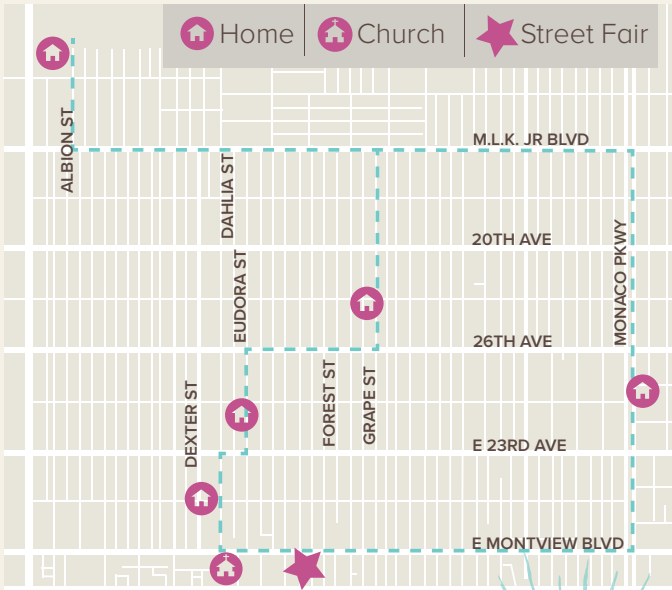 Home
Church
Street Fair
M.L.K. JR BLVD
ALBION ST
DAHLIA ST
20TH AVE
MONACO PKWY
EUDORA ST
26TH AVE
FOREST ST
GRAPE ST
DEXTER ST
E 23RD AVE
E MONTVIEW BLVD